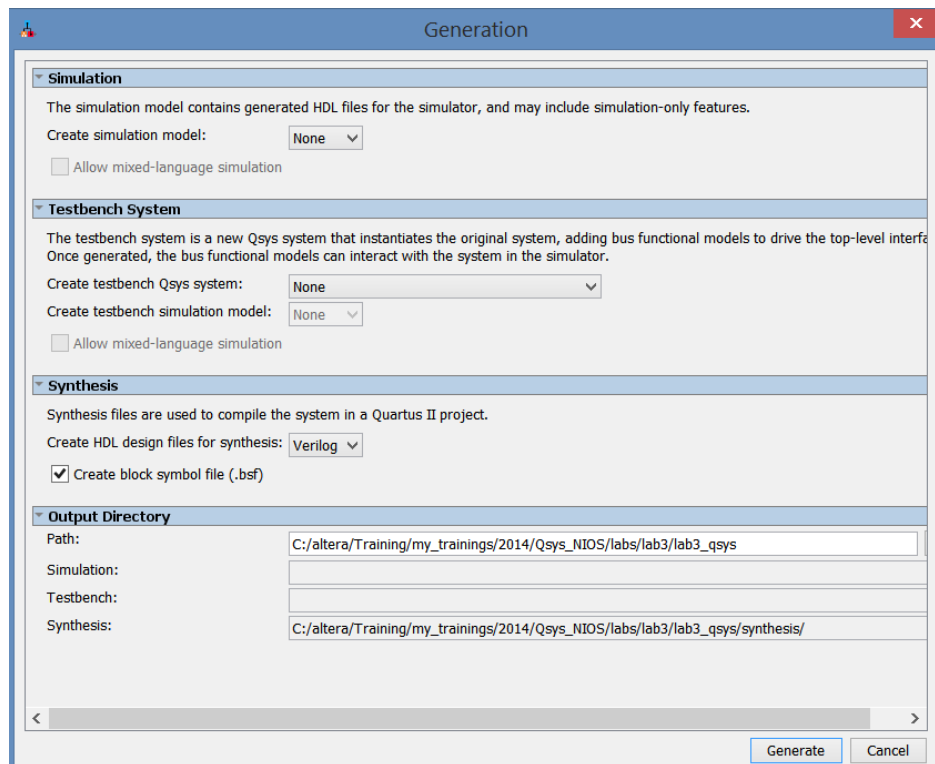 Generation
Simulation
The simulation model contains generated HDL files for the simulator, and may include simulation-only features.
Create simulation model: None
Allow mixed-language simulation
Testbench System
The testbench system is a new Qsys system that instantiates the original system, adding bus functional models to drive the top-level interfa
Once generated, the bus functional models can interact with the system in the simulator.
Create testbench Qsys system: None
Create testbench simulation model: None
Allow mixed-language simulation
Synthesis
Synthesis files are used to compile the system in a Quartus II project.
Create HDL design files for synthesis: Verilog
Create block symbol file (.bsf)
Output Directory
Path: C:/altera/Training/my_trainings/2014/Qsys_NIOS/labs/lab3/lab3_qsys
Simulation:
Testbench:
Synthesis: C:/altera/Training/my_trainings/2014/Qsys_NIOS/labs/lab3/lab3_qsys/synthesis/
Generate Cancel